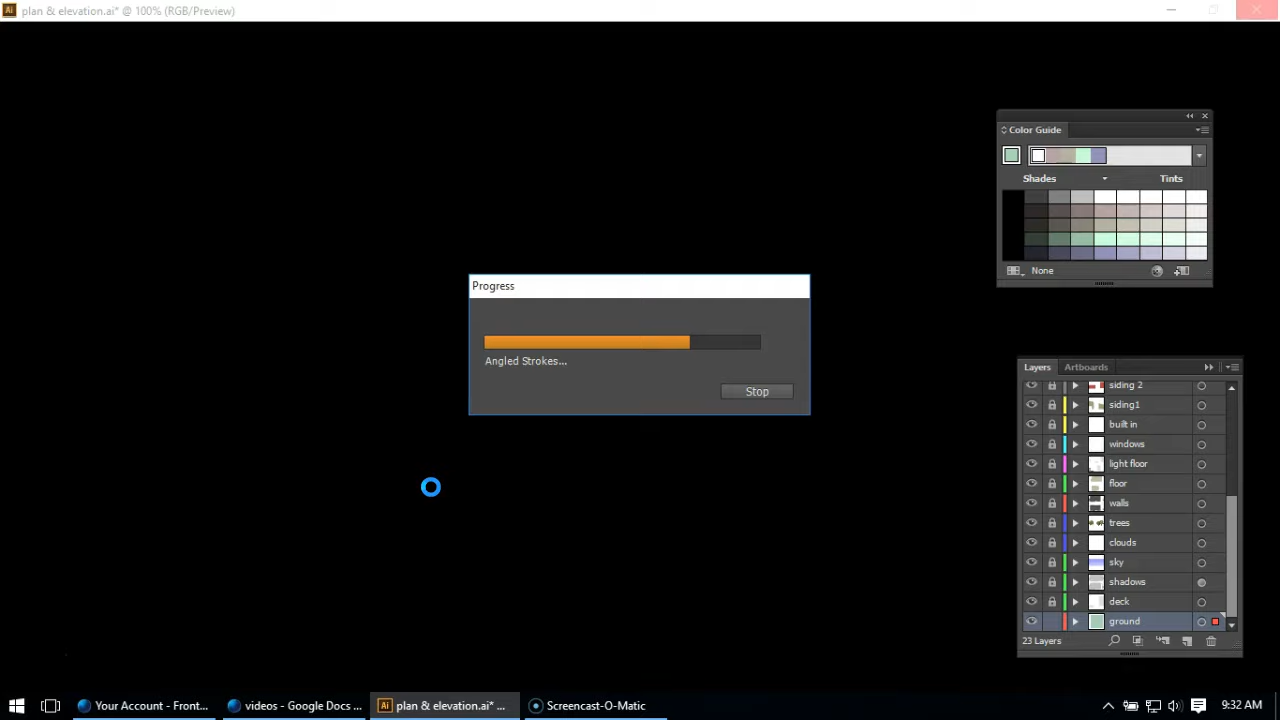 Ai plan & elevation.ai* @ 100% (RGB/Preview)
Color Guide
Shades Tints
None
Progress
Angled Strokes...
Stop
Layers Artboards
siding 2
siding1
built in
windows
light floor
floor
walls
trees
clouds
sky
shadows
deck
ground
23 Layers
Your Account - Front... videos - Google Docs ... Ai plan & elevation.ai* ... Screencast-O-Matic 9:32 AM